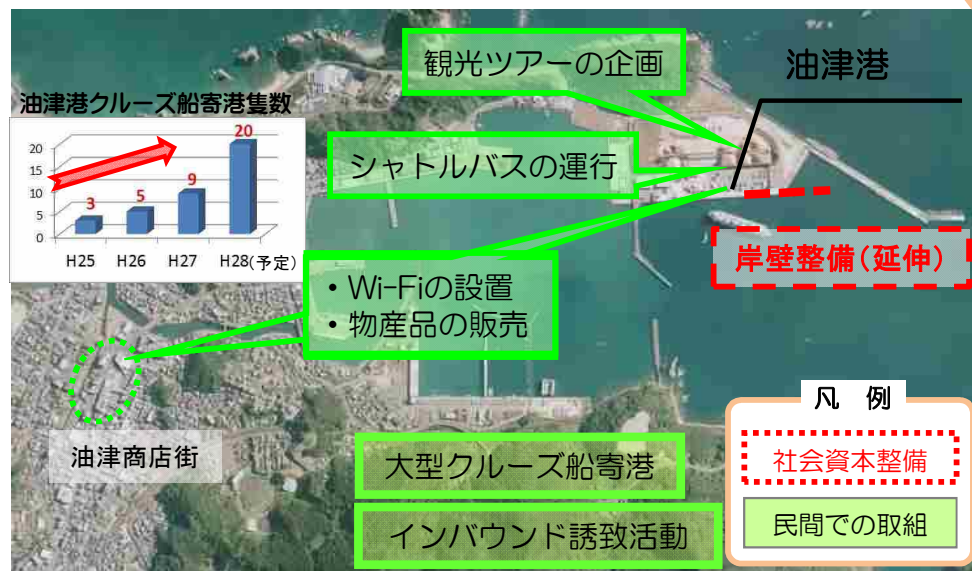 観光ツアーの企画
油津港
油津港クルーズ船寄港隻数
20
15
10
5
0
3
5
9
20
H25
H26
H27
H28(予定)
シャトルバスの運行
岸壁整備(延伸)
・Wi-Fiの設置
・物産品の販売
油津商店街
大型クルーズ船寄港
インバウンド誘致活動
凡 例
社会資本整備
民間での取組